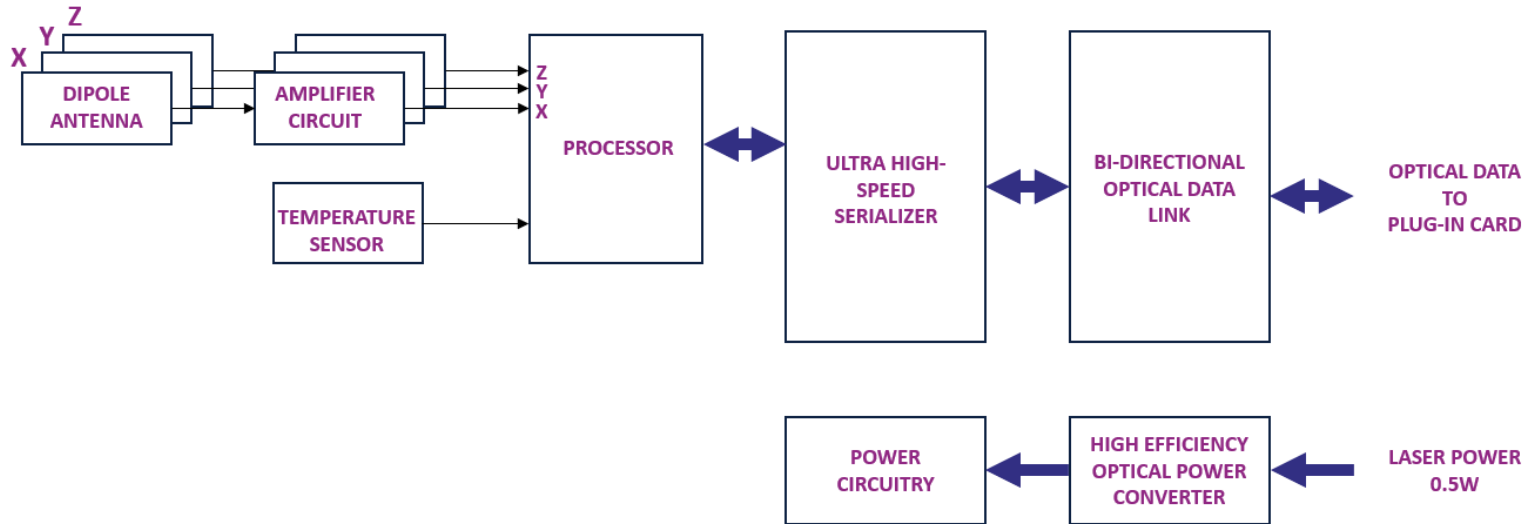 Z
Y
X
DIPOLE
ANTENNA
AMPLIFIER
CIRCUIT
Z
Y
X
PROCESSOR
TEMPERATURE
SENSOR
ULTRA HIGH-
SPEED
SERIALIZER
BI-DIRECTIONAL
OPTICAL DATA
LINK
OPTICAL DATA
TO
PLUG-IN CARD
POWER
CIRCUITRY
HIGH EFFICIENCY
OPTICAL POWER
CONVERTER
LASER POWER
0.5W